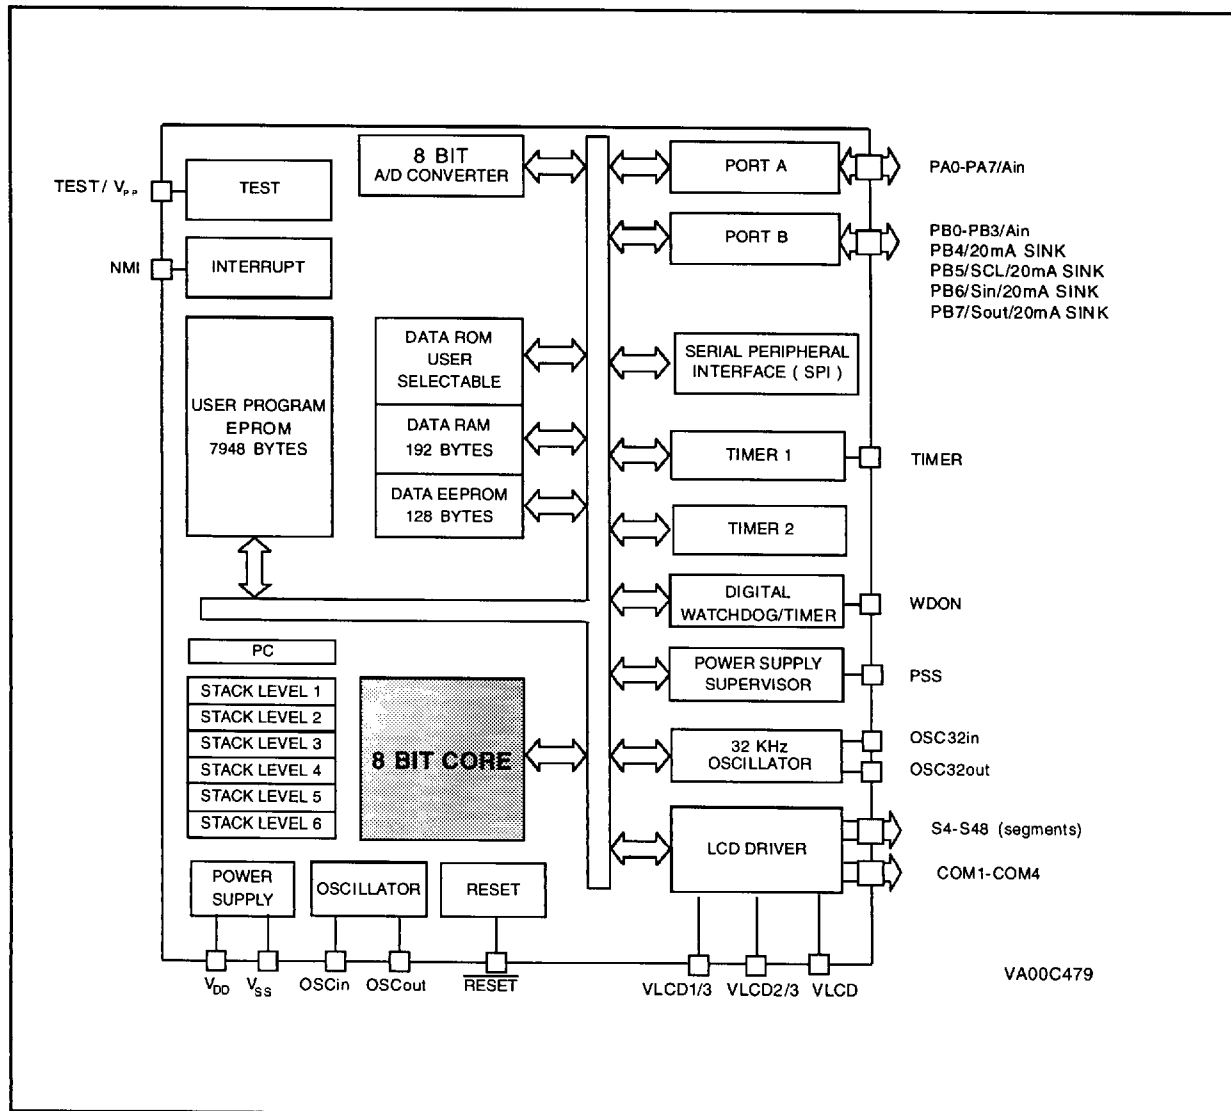 8 BIT
A/D CONVERTER
PORT A
PA0-PA7/Ain
TEST / VPP
TEST
PORT B
PB0-PB3/Ain
PB4/20mA SINK
PB5/SCL/20mA SINK
PB6/Sin/20mA SINK
PB7/Sout/20mA SINK
NMI
INTERRUPT
USER PROGRAM
EPROM
7948 BYTES
DATA ROM
USER
SELECTABLE
DATA RAM
192 BYTES
DATA EEPROM
128 BYTES
SERIAL PERIPHERAL
INTERFACE ( SPI )
TIMER 1
TIMER
TIMER 2
DIGITAL
WATCHDOG/TIMER
WDON
PC
POWER SUPPLY
SUPERVISOR
PSS
STACK LEVEL 1
STACK LEVEL 2
STACK LEVEL 3
STACK LEVEL 4
STACK LEVEL 5
STACK LEVEL 6
8 BIT CORE
32 KHz
OSCILLATOR
OSC32in
OSC32out
LCD DRIVER
S4-S48 (segments)
COM1-COM4
POWER
SUPPLY
OSCILLATOR
RESET
VDD
VSS
OSCin
OSCout
RESET
VLCD1/3
VLCD2/3
VLCD
VA00C479